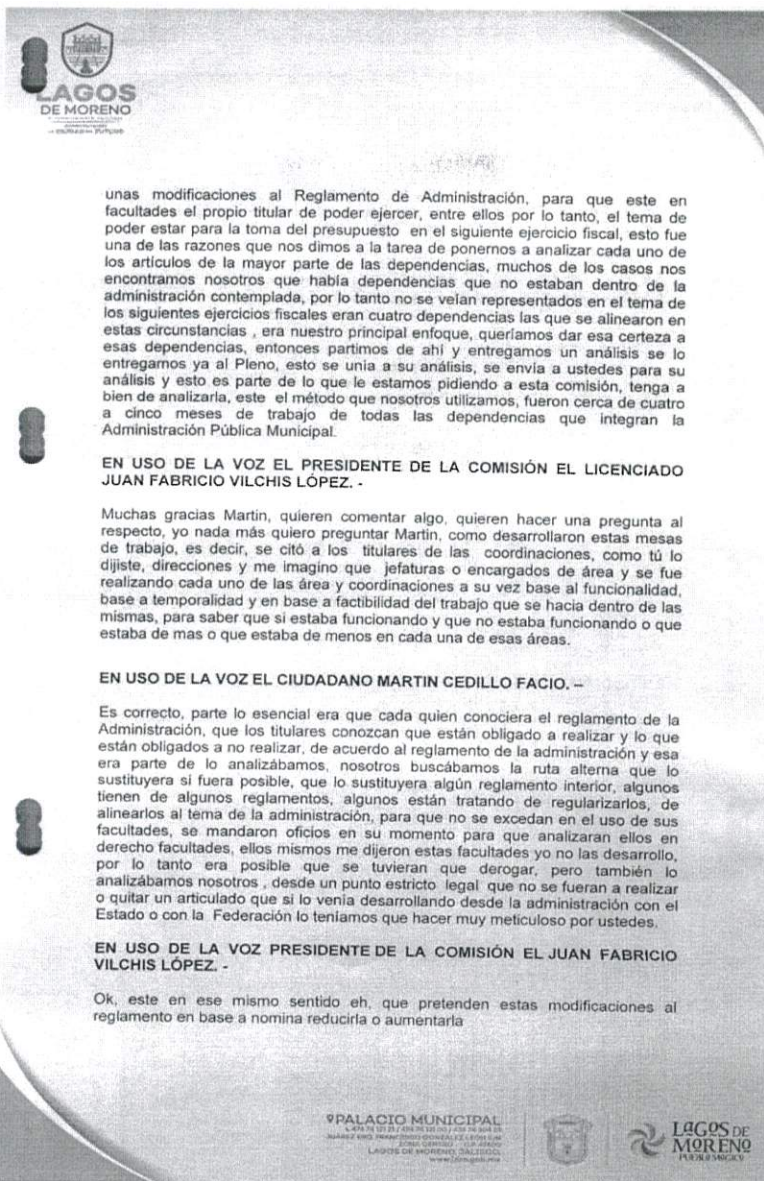 LAGOS
DE MORENO
unas modificaciones al Reglamento de Administración, para que este en
facultades el propio titular de poder ejercer, entre ellos por lo tanto, el tema de
poder estar para la toma del presupuesto en el siguiente ejercicio fiscal, esto fue
una de las razones que nos dimos a la tarea de ponernos a analizar cada uno de
los artículos de la mayor parte de las dependencias, muchos de los casos nos
encontramos nosotros que había dependencias que no estaban dentro de la
administración contemplada, por lo tanto no se veían representados en el tema de
los siguientes ejercicios fiscales eran cuatro dependencias las que se alinearon en
estas circunstancias , era nuestro principal enfoque, queríamos dar esa certeza a
esas dependencias, entonces partimos de ahí y entregamos un análisis se lo
entregamos ya al Pleno, esto se unía a su análisis, se envía a ustedes para su
análisis y esto es parte de lo que le estamos pidiendo a esta comisión, tenga a
bien de analizarla, este el método que nosotros utilizamos, fueron cerca de cuatro
a cinco meses de trabajo de todas las dependencias que integran la
Administración Pública Municipal.
EN USO DE LA VOZ EL PRESIDENTE DE LA COMISIÓN EL LICENCIADO
JUAN FABRICIO VILCHIS LÓPEZ. -
Muchas gracias Martin, quieren comentar algo, quieren hacer una pregunta al
respecto, yo nada más quiero preguntar Martin, como desarrollaron estas mesas
de trabajo, es decir, se citó a los titulares de las coordinaciones, como tú lo
dijiste, direcciones y me imagino que jefaturas o encargados de área y se fue
realizando cada uno de las área y coordinaciones a su vez base al funcionalidad,
base a temporalidad y en base a factibilidad del trabajo que se hacia dentro de las
mismas, para saber que si estaba funcionando y que no estaba funcionando o que
estaba de mas o que estaba de menos en cada una de esas áreas.
EN USO DE LA VOZ EL CIUDADANO MARTIN CEDILLO FACIO. –
Es correcto, parte lo esencial era que cada quien conociera el reglamento de la
Administración, que los titulares conozcan que están obligado a realizar y lo que
están obligados a no realizar, de acuerdo al reglamento de la administración y esa
era parte de lo analizábamos, nosotros buscábamos la ruta alterna que lo
sustituyera si fuera posible, que lo sustituyera algún reglamento interior, algunos
tienen de algunos reglamentos, algunos están tratando de regularizarlos, de
alinearlos al tema de la administración, para que no se excedan en el uso de sus
facultades, se mandaron oficios en su momento para que analizaran ellos en
derecho facultades, ellos mismos me dijeron estas facultades yo no las desarrollo,
por lo tanto era posible que se tuvieran que derogar, pero también lo
analizábamos nosotros , desde un punto estricto legal que no se fueran a realizar
o quitar un articulado que si lo venía desarrollando desde la administración con el
Estado o con la Federación lo teníamos que hacer muy meticuloso por ustedes.
EN USO DE LA VOZ PRESIDENTE DE LA COMISIÓN EL JUAN FABRICIO
VILCHIS LÓPEZ. -
Ok, este en ese mismo sentido eh, que pretenden estas modificaciones al
reglamento en base a nomina reducirla o aumentarla
PALACIO MUNICIPAL
LAGOS DE MORENO, JALISCO.
LAGOS DE
MORENO
PUEBLO MÁGICO